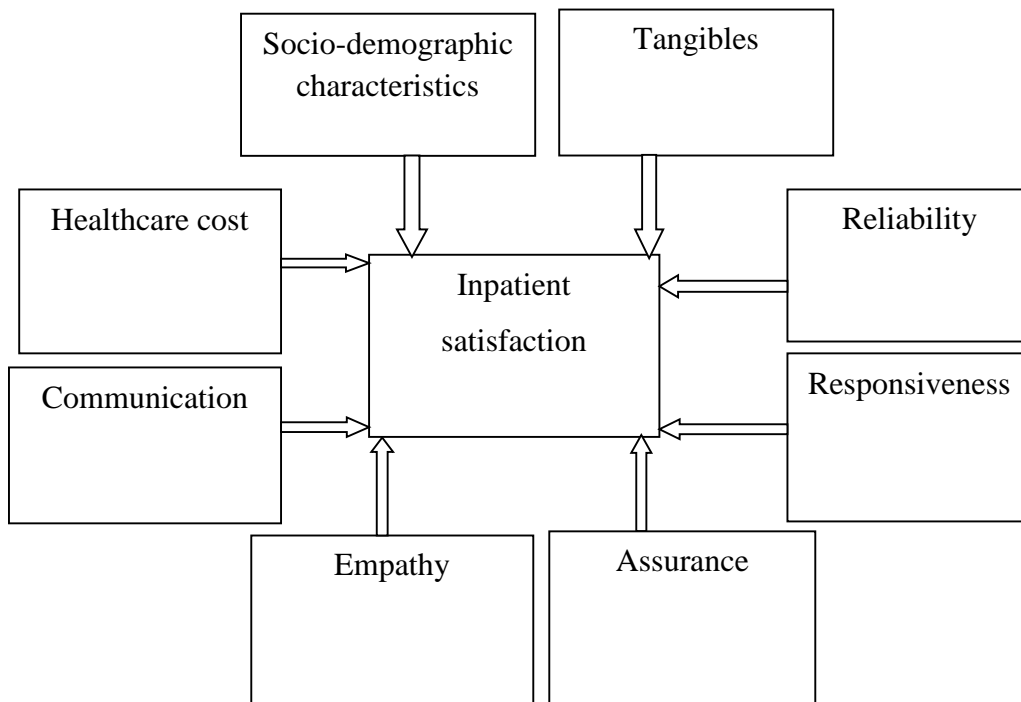 Socio-demographic
characteristics
Tangibles
Healthcare cost
Reliability
Inpatient
satisfaction
Communication
Responsiveness
Empathy
Assurance